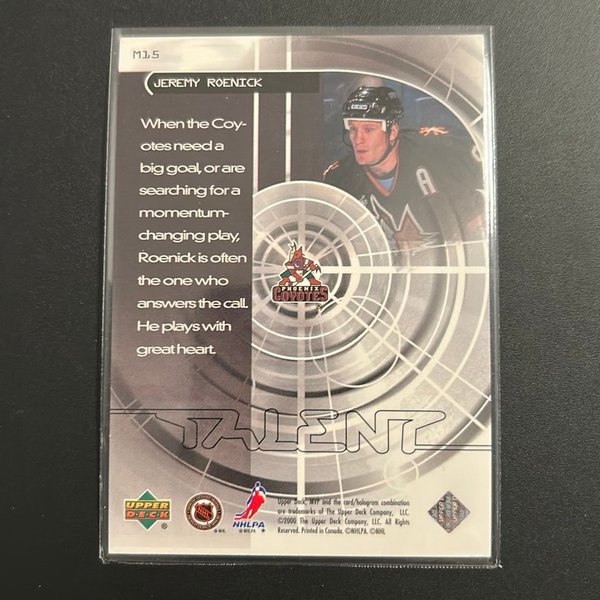 M15
JEREMY ROENICK
When the Coy-
otes need a
big goal, or are
searching for a
momentum-
changing play,
Roenick is often
the one who
answers the call.
He plays with
great heart.
A
PHOENIX
COYOTES
TALENT
UPPER
DECK
®
NHL
NHLPA
Upper Deck, MVP and the card/hologram combination
are trademarks of The Upper Deck Company, LLC.
©2000 The Upper Deck Company, LLC. All Rights
Reserved. Printed in Canada. ©NHLPA. ©NHL